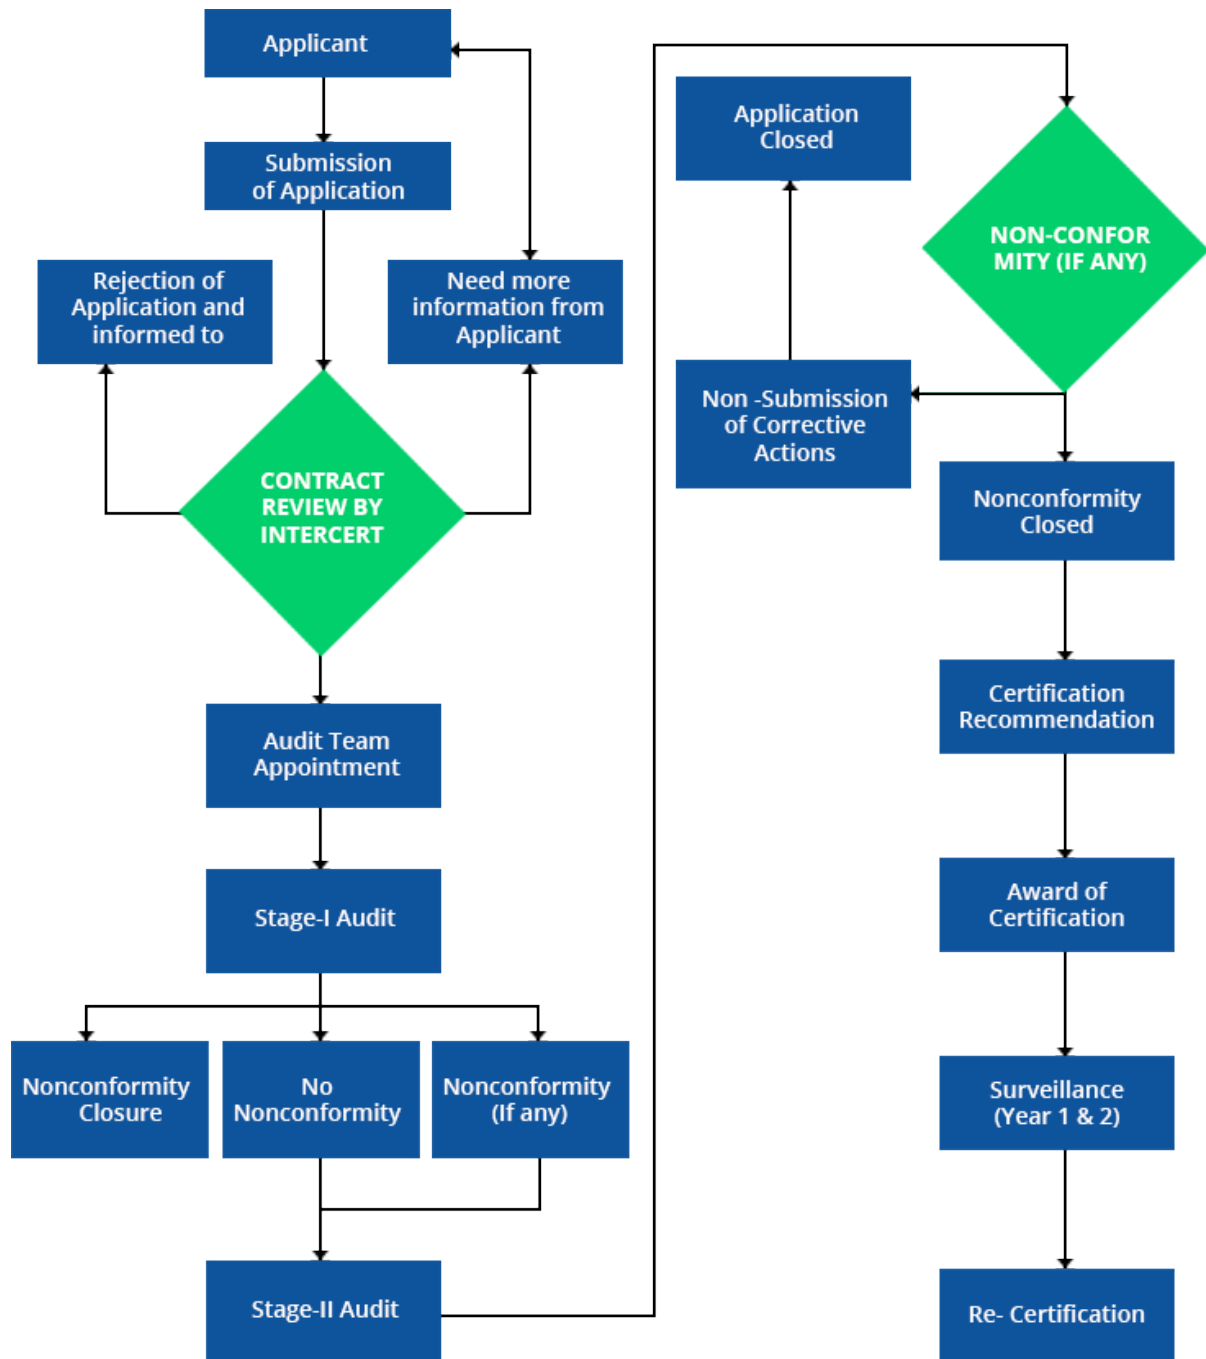 Applicant
Submission
of Application
Rejection of
Application and
informed to
Need more
information from
Applicant
CONTRACT
REVIEW BY
INTERCERT
Audit Team
Appointment
Stage-I Audit
Nonconformity
Closure
No
Nonconformity
Nonconformity
(If any)
Stage-II Audit
Application
Closed
NON-CONFOR
MITY (IF ANY)
Non -Submission
of Corrective
Actions
Nonconformity
Closed
Certification
Recommendation
Award of
Certification
Surveillance
(Year 1 & 2)
Re- Certification